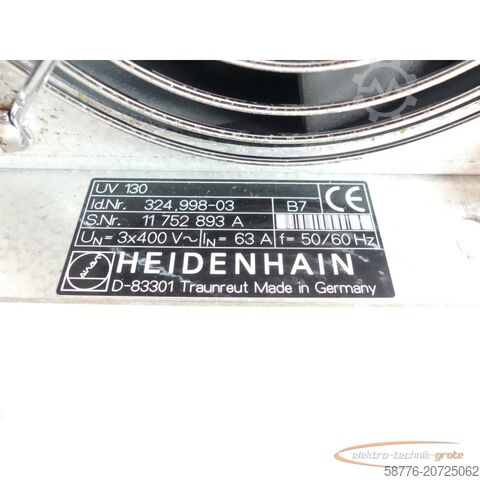 UV 130
Id.Nr. 324.998-03 B7 CE
S.Nr. 11 752 893 A
UN = 3x400 V~ IN = 63 A f = 50/60 Hz
HEIDENHAIN
D-83301 Traunreut Made in Germany
elektro-technik-grote
58776-20725062